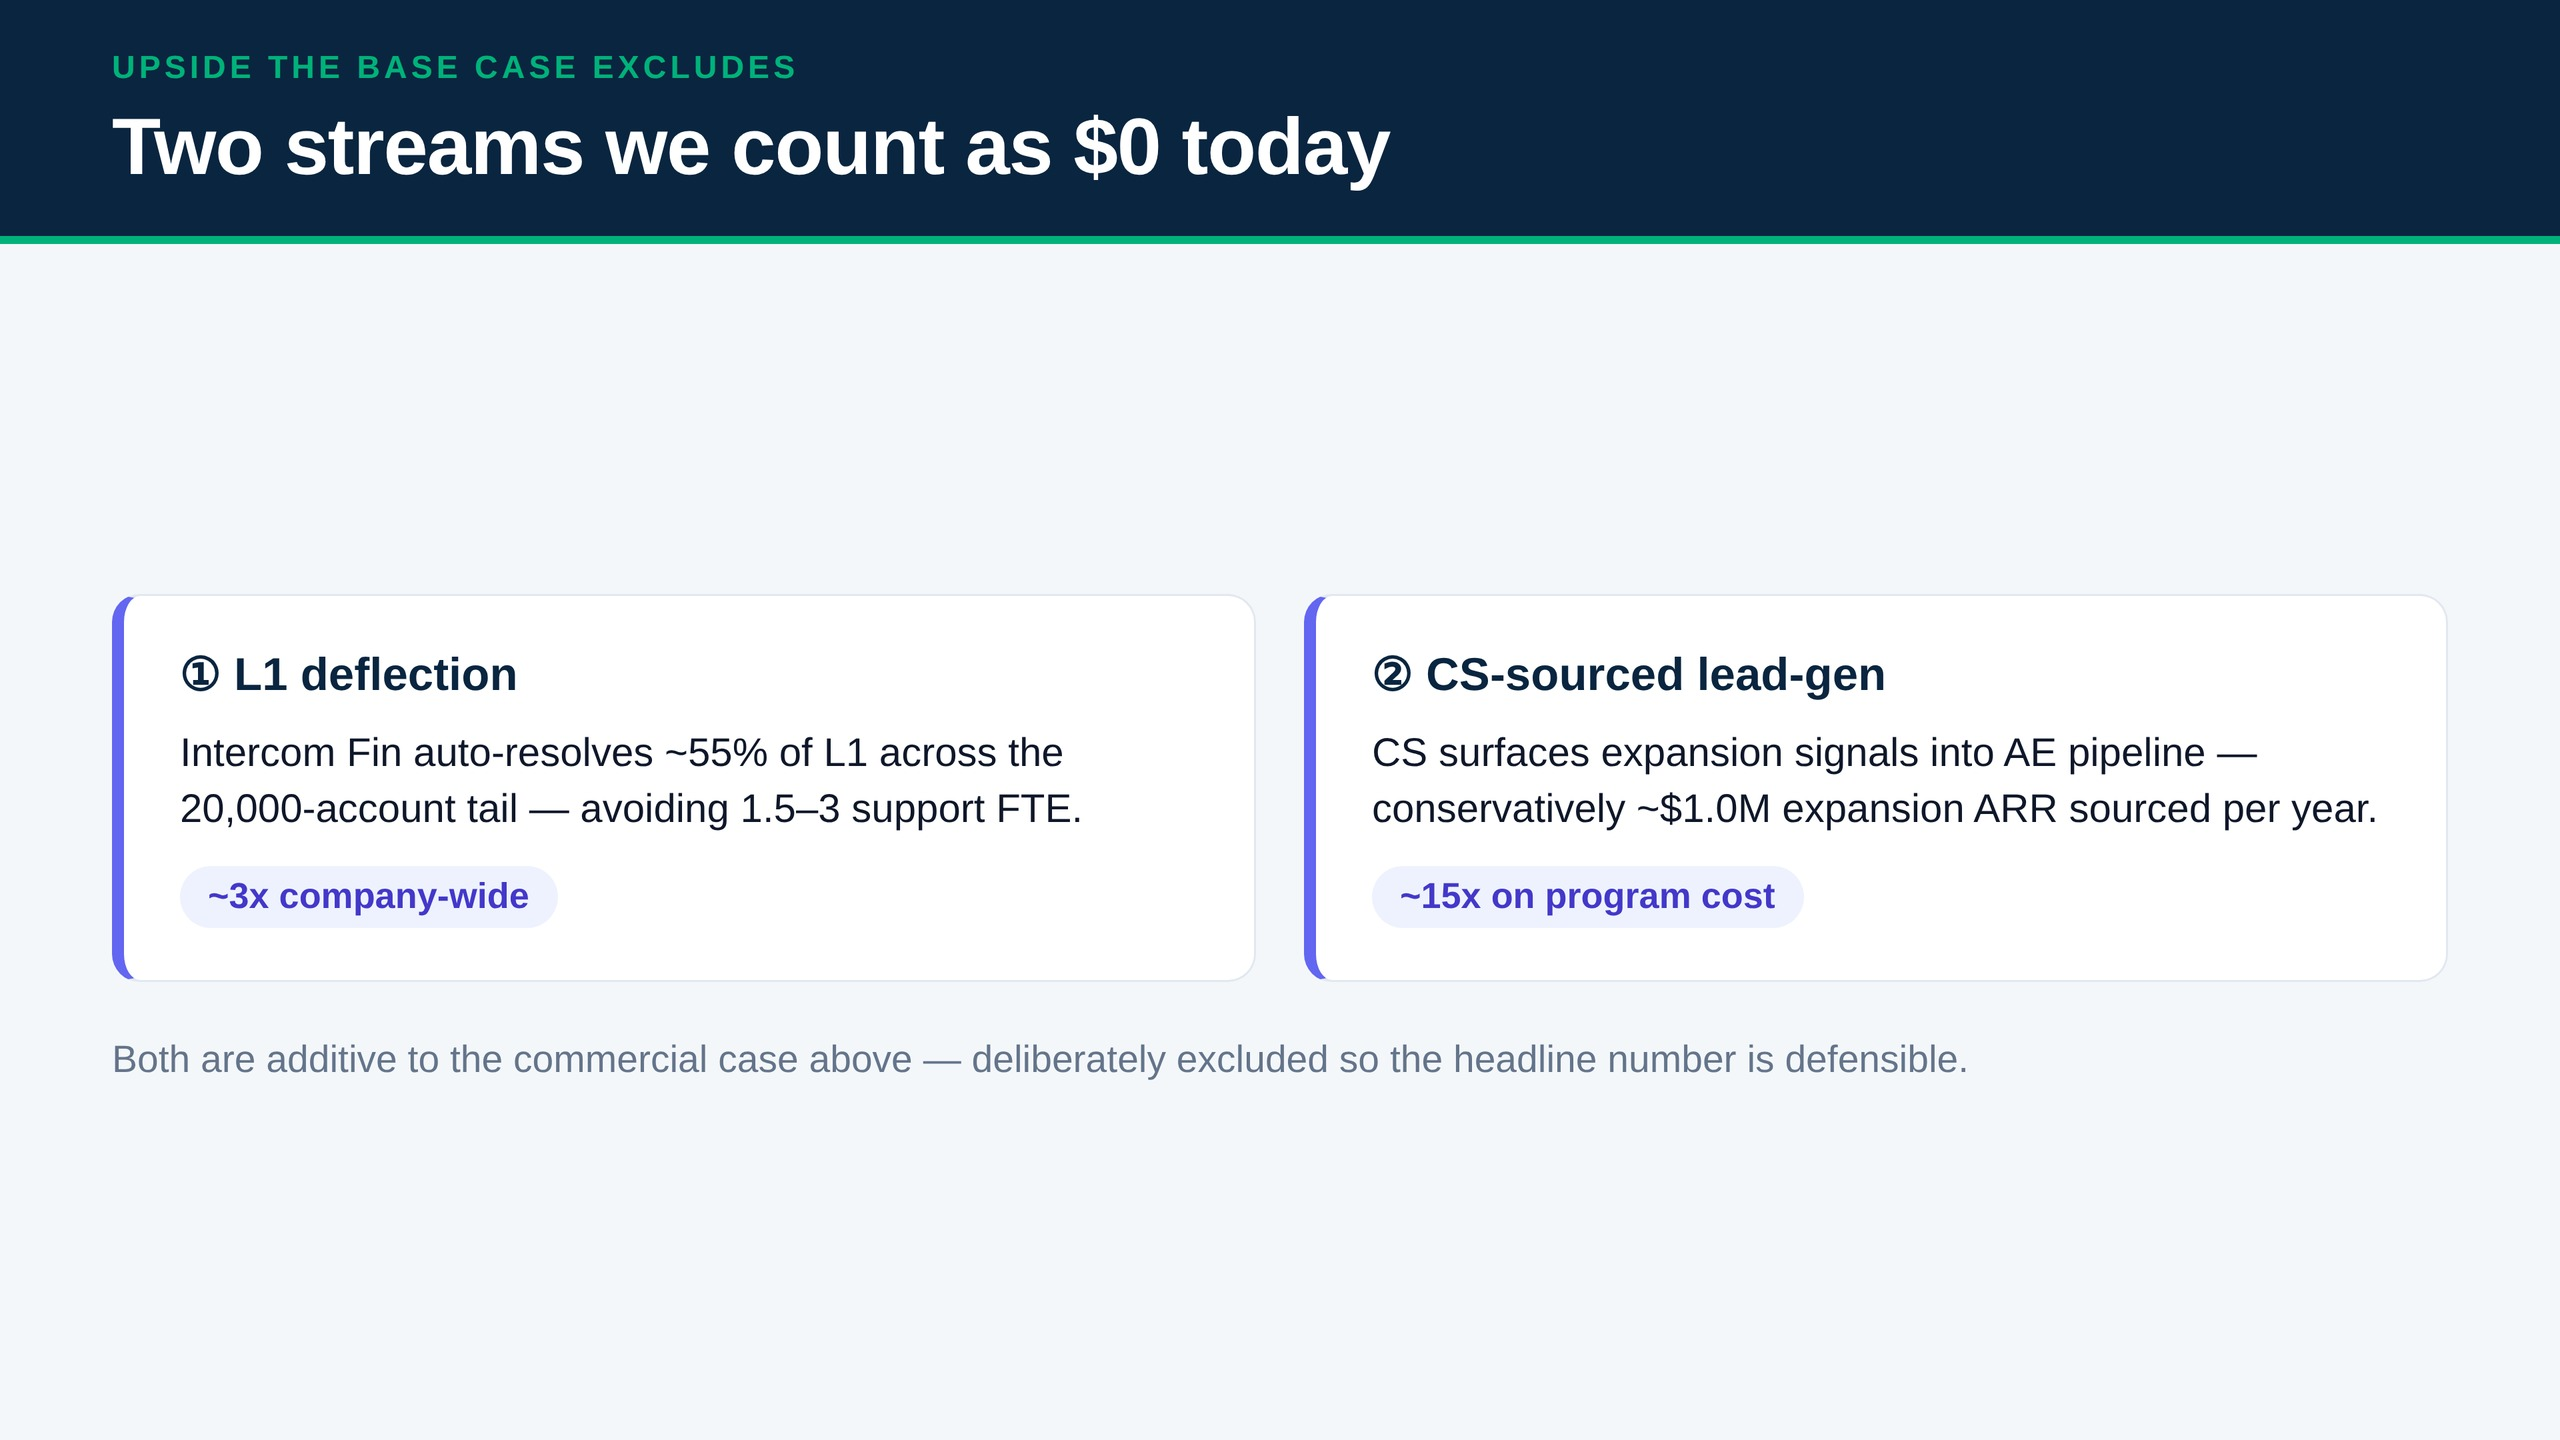 UPSIDE THE BASE CASE EXCLUDES
Two streams we count as $0 today
① L1 deflection
Intercom Fin auto-resolves ~55% of L1 across the
20,000-account tail — avoiding 1.5–3 support FTE.
~3x company-wide
② CS-sourced lead-gen
CS surfaces expansion signals into AE pipeline —
conservatively ~$1.0M expansion ARR sourced per year.
~15x on program cost
Both are additive to the commercial case above — deliberately excluded so the headline number is defensible.